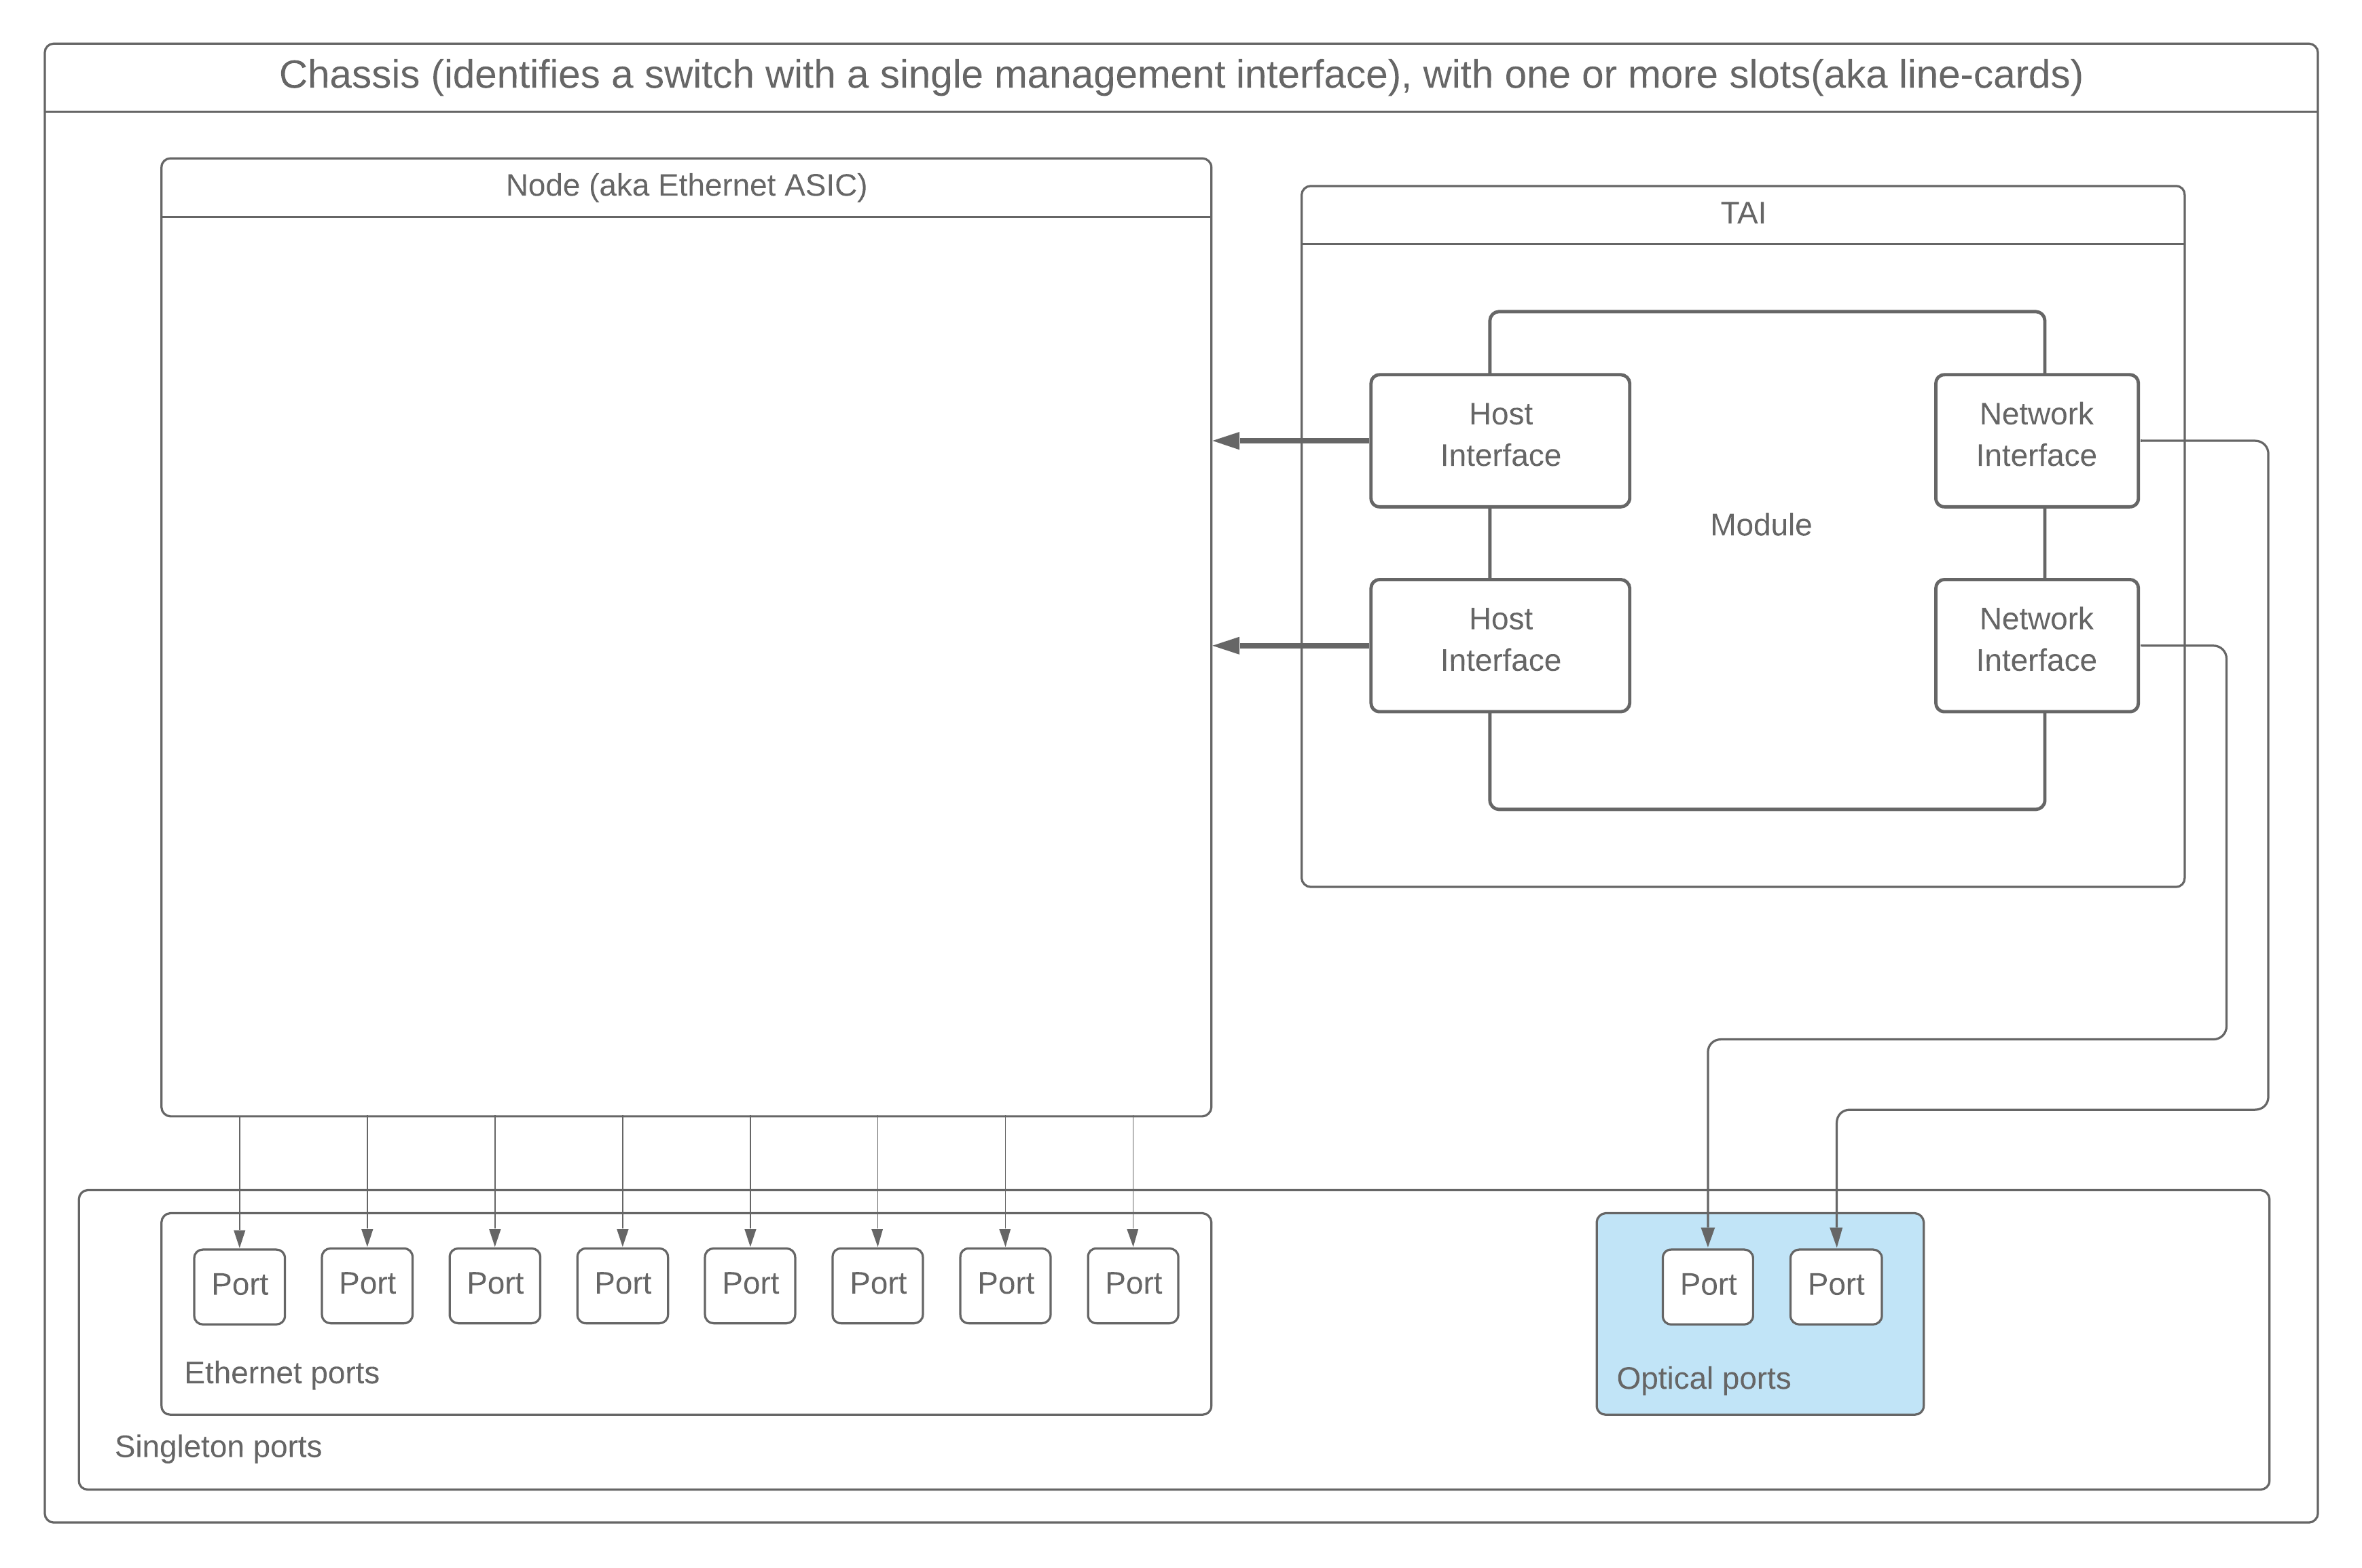 Chassis (identifies a switch with a single management interface), with one or more slots(aka line-cards)
Node (aka Ethernet ASIC)
TAI
Host
Interface
Network
Interface
Module
Host
Interface
Network
Interface
Port
Port
Port
Port
Port
Port
Port
Port
Ethernet ports
Port
Port
Optical ports
Singleton ports